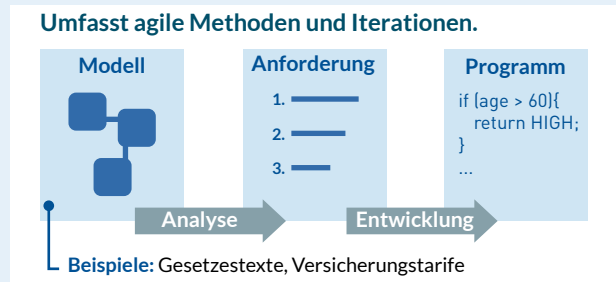 Umfasst agile Methoden und Iterationen.
Modell
Anforderung
1.
2.
3.
Programm
if (age > 60){
return HIGH;
}
...
Analyse
Entwicklung
Beispiele: Gesetzestexte, Versicherungstarife